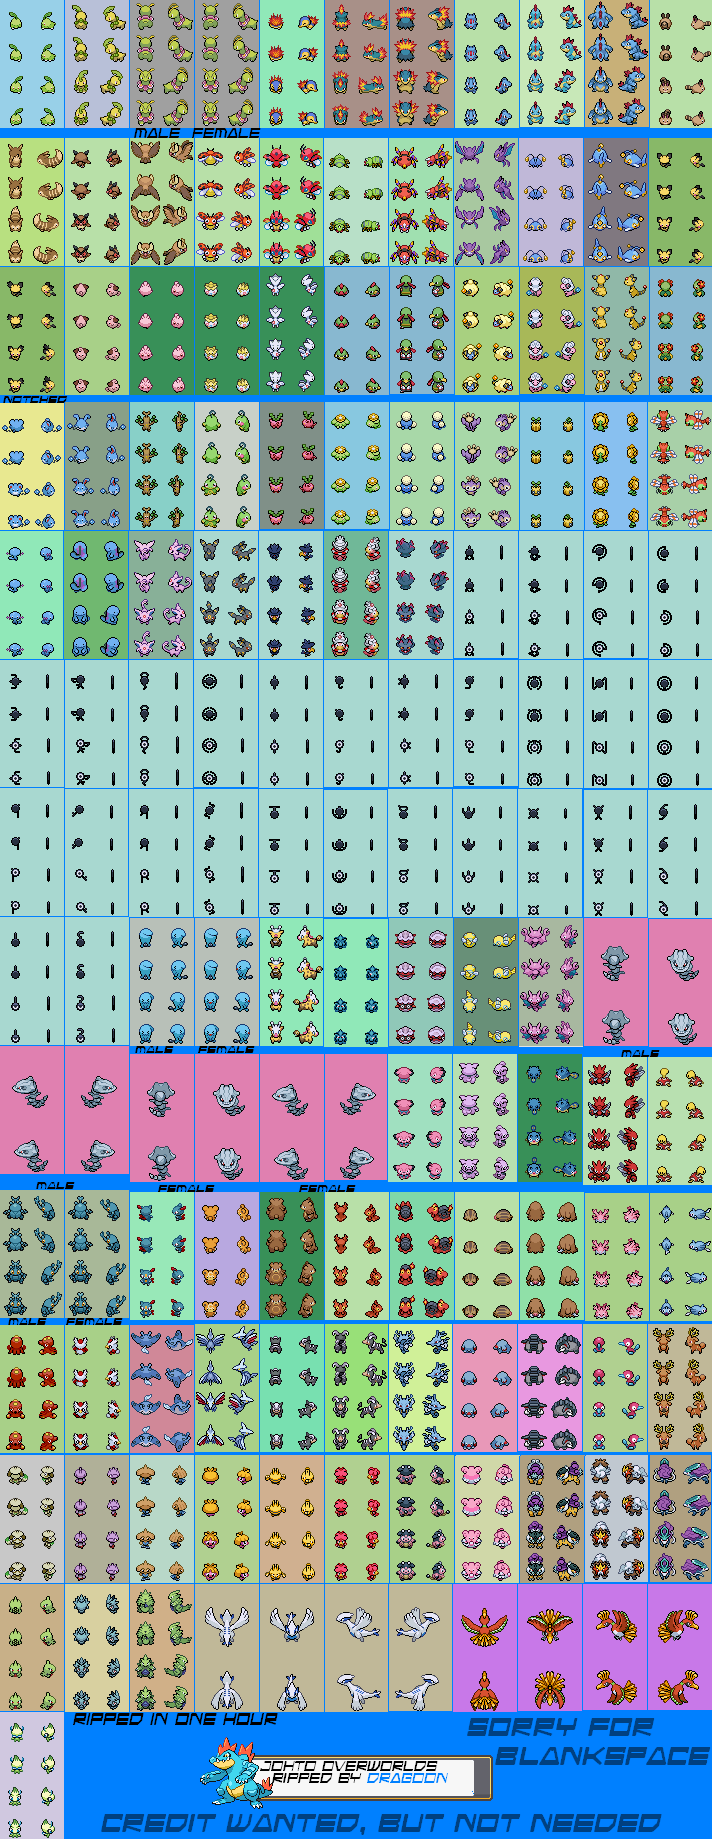 MALE FEMALE
NOTCHED
MALE FEMALE
MALE
MALE FEMALE FEMALE
MALE FEMALE
RIPPED IN ONE HOUR
SORRY FOR
BLANKSPACE
JOHTO OVERWORLDS
RIPPED BY DRAGOON
CREDIT WANTED, BUT NOT NEEDED